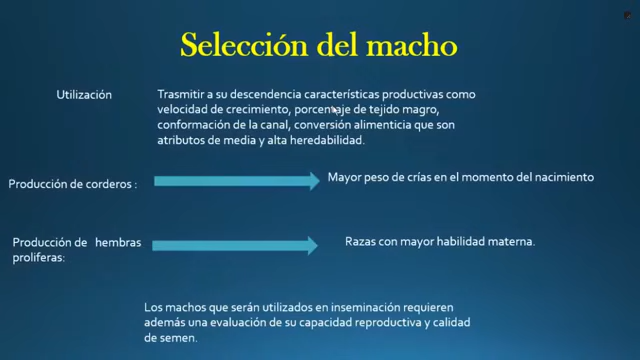 Selección del macho
Utilización
Trasmitir a su descendencia características productivas como
velocidad de crecimiento, porcentaje de tejido magro,
conformación de la canal, conversión alimenticia que son
atributos de media y alta heredabilidad.
Producción de corderos :
Mayor peso de crías en el momento del nacimiento
Producción de hembras
proliferas:
Razas con mayor habilidad materna.
Los machos que serán utilizados en inseminación requieren
además una evaluación de su capacidad reproductiva y calidad
de semen.